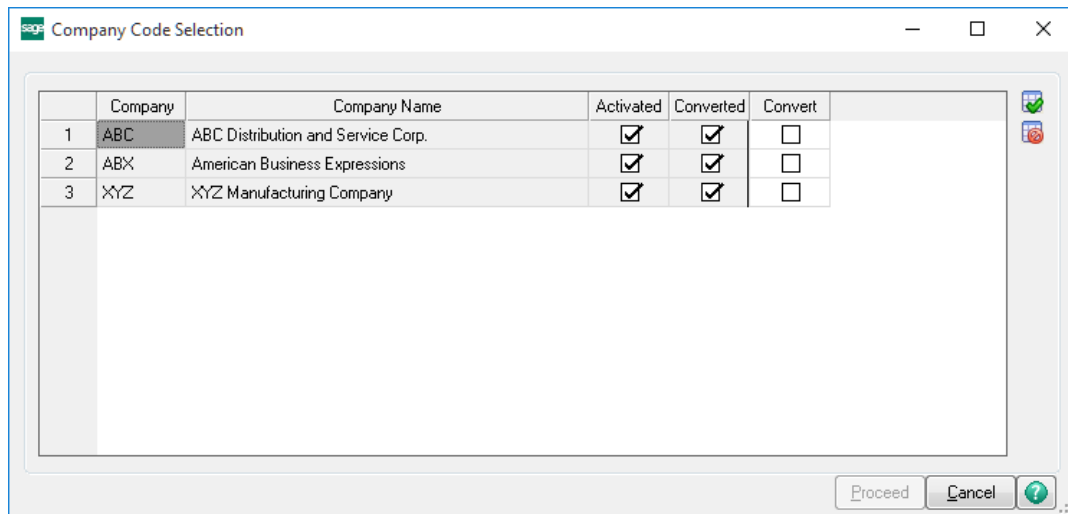 sage Company Code Selection
Company Company Name Activated Converted Convert
1 ABC ABC Distribution and Service Corp.
2 ABX American Business Expressions
3 XYZ XYZ Manufacturing Company
Proceed Cancel ?